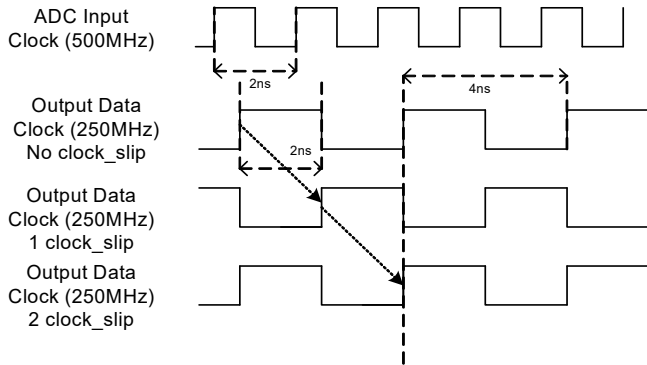 ADC Input
Clock (500MHz)
2ns
4ns
Output Data
Clock (250MHz)
No clock_slip
2ns
Output Data
Clock (250MHz)
1 clock_slip
Output Data
Clock (250MHz)
2 clock_slip